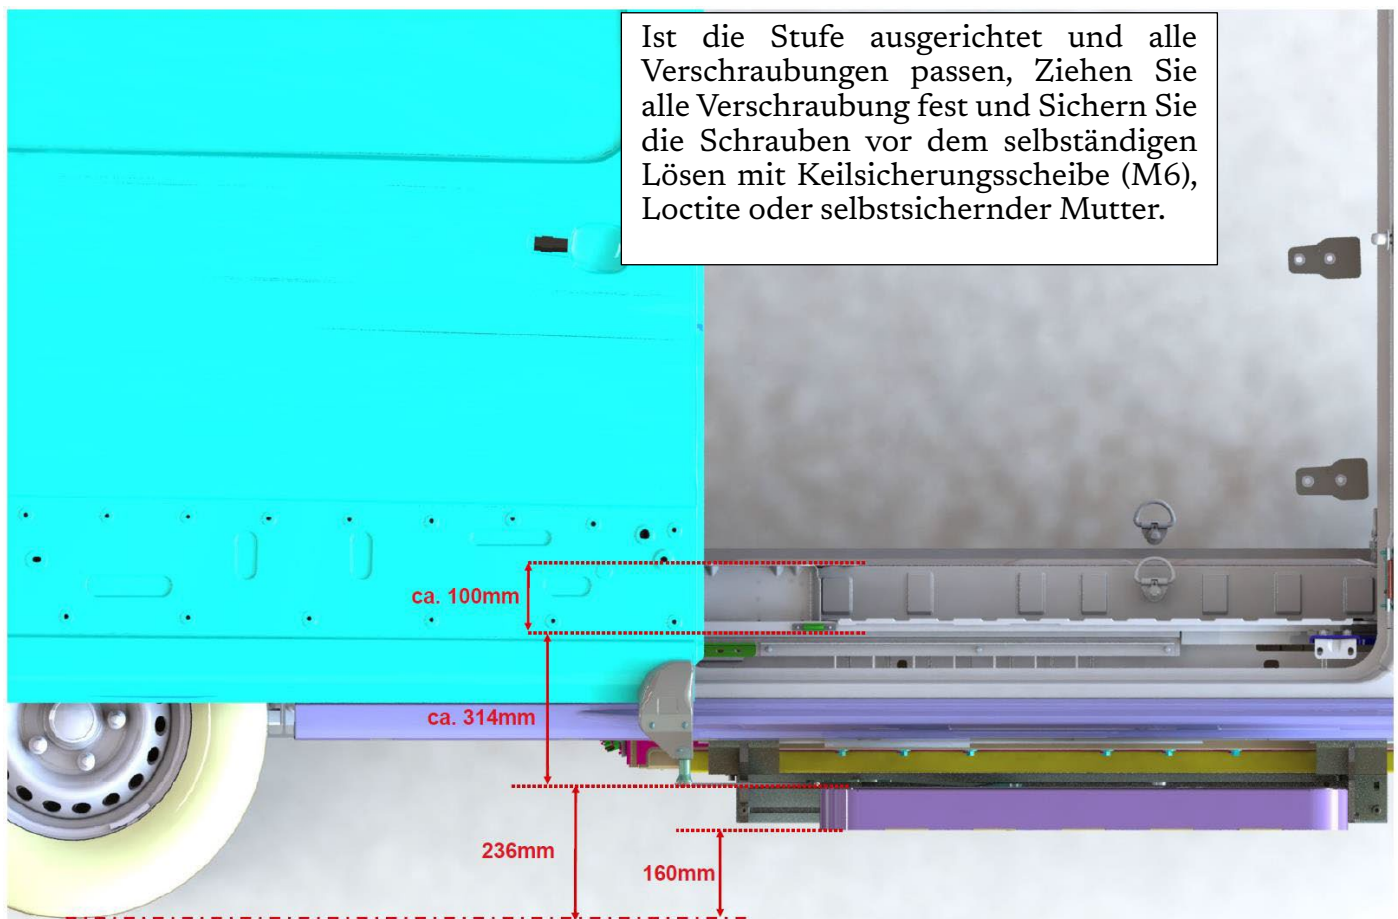 Ist die Stufe ausgerichtet und alle
Verschraubungen passen, Ziehen Sie
alle Verschraubung fest und Sichern Sie
die Schrauben vor dem selbständigen
Lösen mit Keilsicherungsscheibe (M6),
Loctite oder selbstsichernder Mutter.
ca. 100mm
ca. 314mm
236mm
160mm